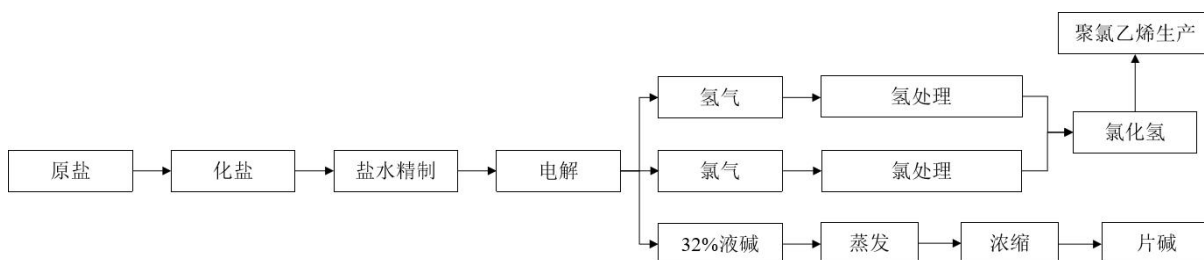 聚氯乙烯生产
氢气
氢处理
氯化氢
原盐
化盐
盐水精制
电解
氯气
氯处理
32%液碱
蒸发
浓缩
片碱